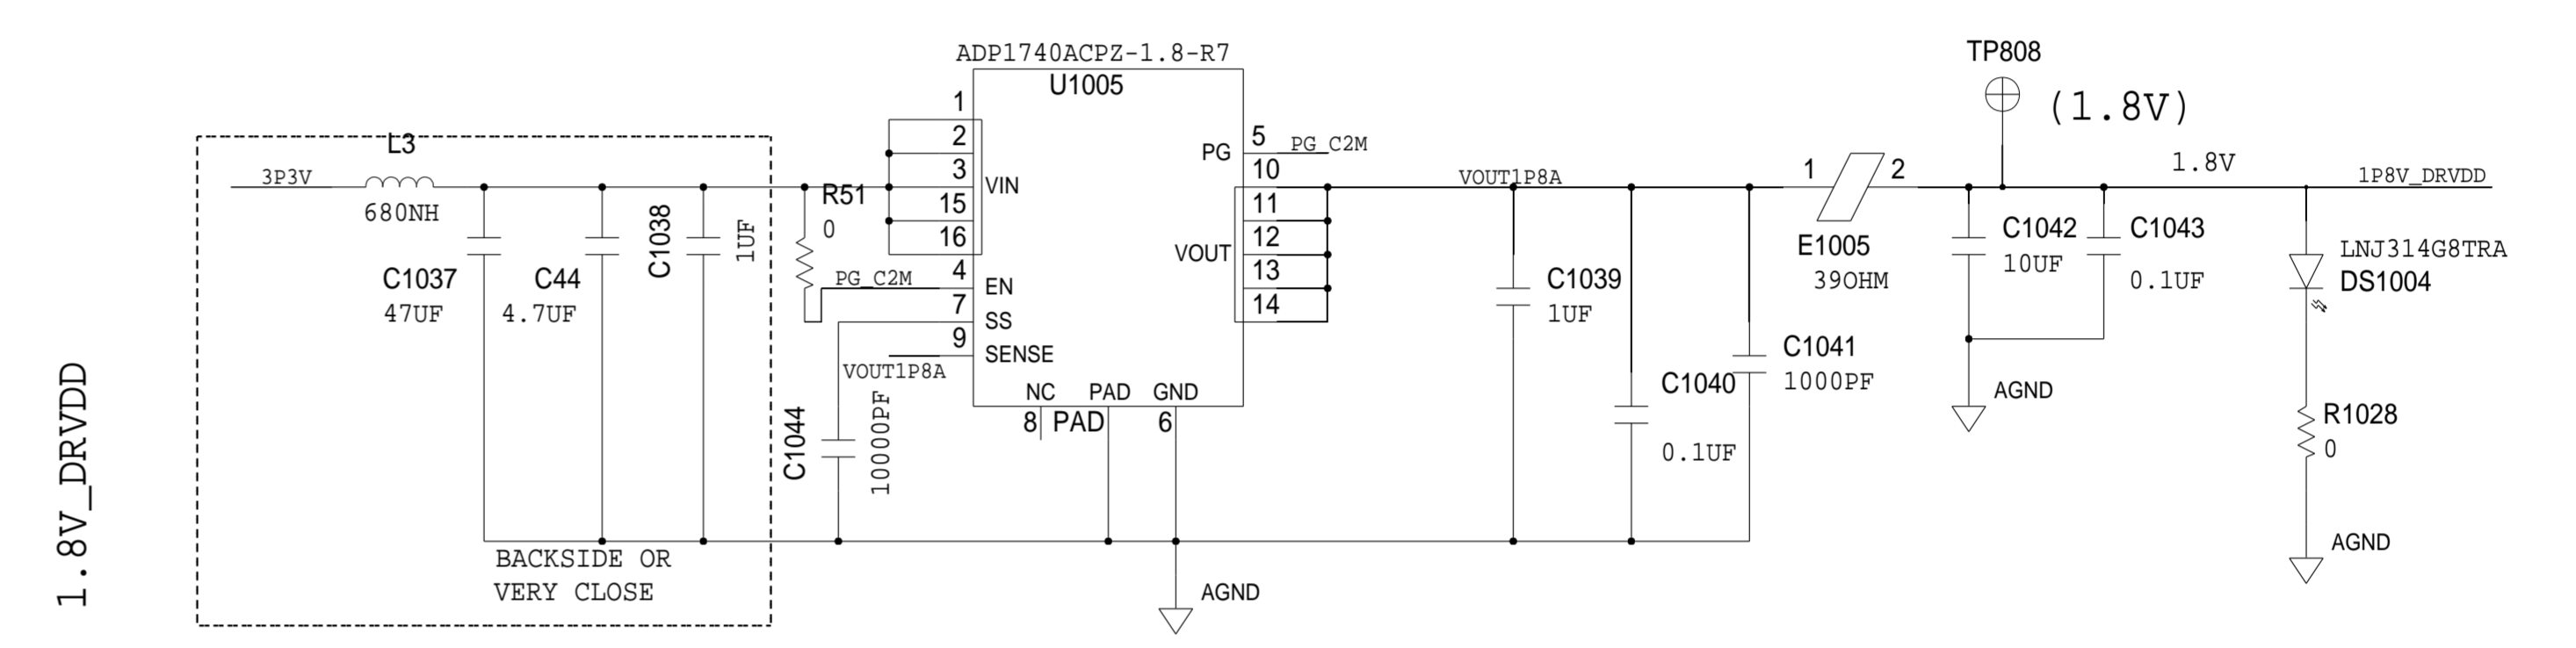 1.8V_DRVDD
L3
3P3V
680NH
C1037
47UF
C44
4.7UF
C1038
1UF
BACKSIDE OR
VERY CLOSE
R51
0
PG_C2M
VOUT1P8A
C1044
10000PF
ADP1740ACPZ-1.8-R7
U1005
1
2
3
15
16
4
7
9
VIN
EN
SS
SENSE
NC
PAD
GND
8
PAD
6
PG
VOUT
5
10
11
12
13
14
PG_C2M
AGND
VOUT1P8A
C1039
1UF
C1040
0.1UF
C1041
1000PF
1
2
E1005
39OHM
TP808
(1.8V)
1.8V
1P8V_DRVDD
C1042
10UF
C1043
0.1UF
AGND
LNJ314G8TRA
DS1004
R1028
0
AGND